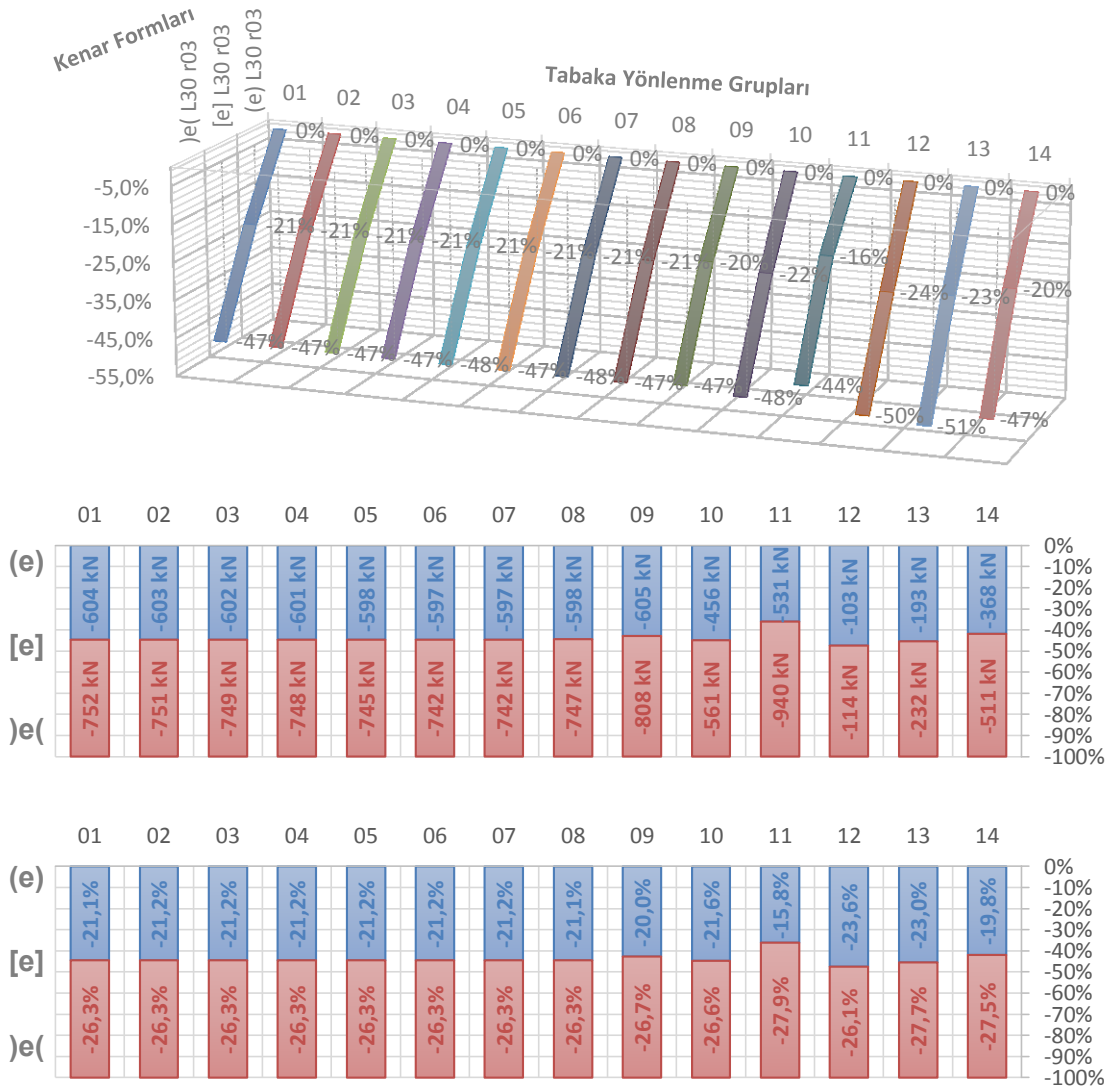 Kenar Formları
)e( L30 r03
[e] L30 r03
(e) L30 r03
Tabaka Yönlenme Grupları
01 02 03 04 05 06 07 08 09 10 11 12 13 14
0% 0% 0% 0% 0% 0% 0% 0% 0% 0% 0% 0% 0% 0%
-5,0%
-15,0%
-25,0%
-35,0%
-45,0%
-55,0%
-21% -21% -21% -21% -21% -21% -21% -21% -20% -22% -16% -24% -23% -20%
-47% -47% -47% -47% -48% -47% -48% -47% -47% -48% -44% -50% -51% -47%
01 02 03 04 05 06 07 08 09 10 11 12 13 14
(e)
[e]
)e(
-604 kN -603 kN -602 kN -601 kN -598 kN -597 kN -597 kN -598 kN -605 kN -456 kN -531 kN -103 kN -193 kN -368 kN
-752 kN -751 kN -749 kN -748 kN -745 kN -742 kN -742 kN -747 kN -808 kN -561 kN -940 kN -114 kN -232 kN -511 kN
0%
-10%
-20%
-30%
-40%
-50%
-60%
-70%
-80%
-90%
-100%
01 02 03 04 05 06 07 08 09 10 11 12 13 14
(e)
[e]
)e(
-21,1% -21,2% -21,2% -21,2% -21,2% -21,2% -21,2% -21,1% -20,0% -21,6% -15,8% -23,6% -23,0% -19,8%
-26,3% -26,3% -26,3% -26,3% -26,3% -26,3% -26,3% -26,3% -26,7% -26,6% -27,9% -26,1% -27,7% -27,5%
0%
-10%
-20%
-30%
-40%
-50%
-60%
-70%
-80%
-90%
-100%